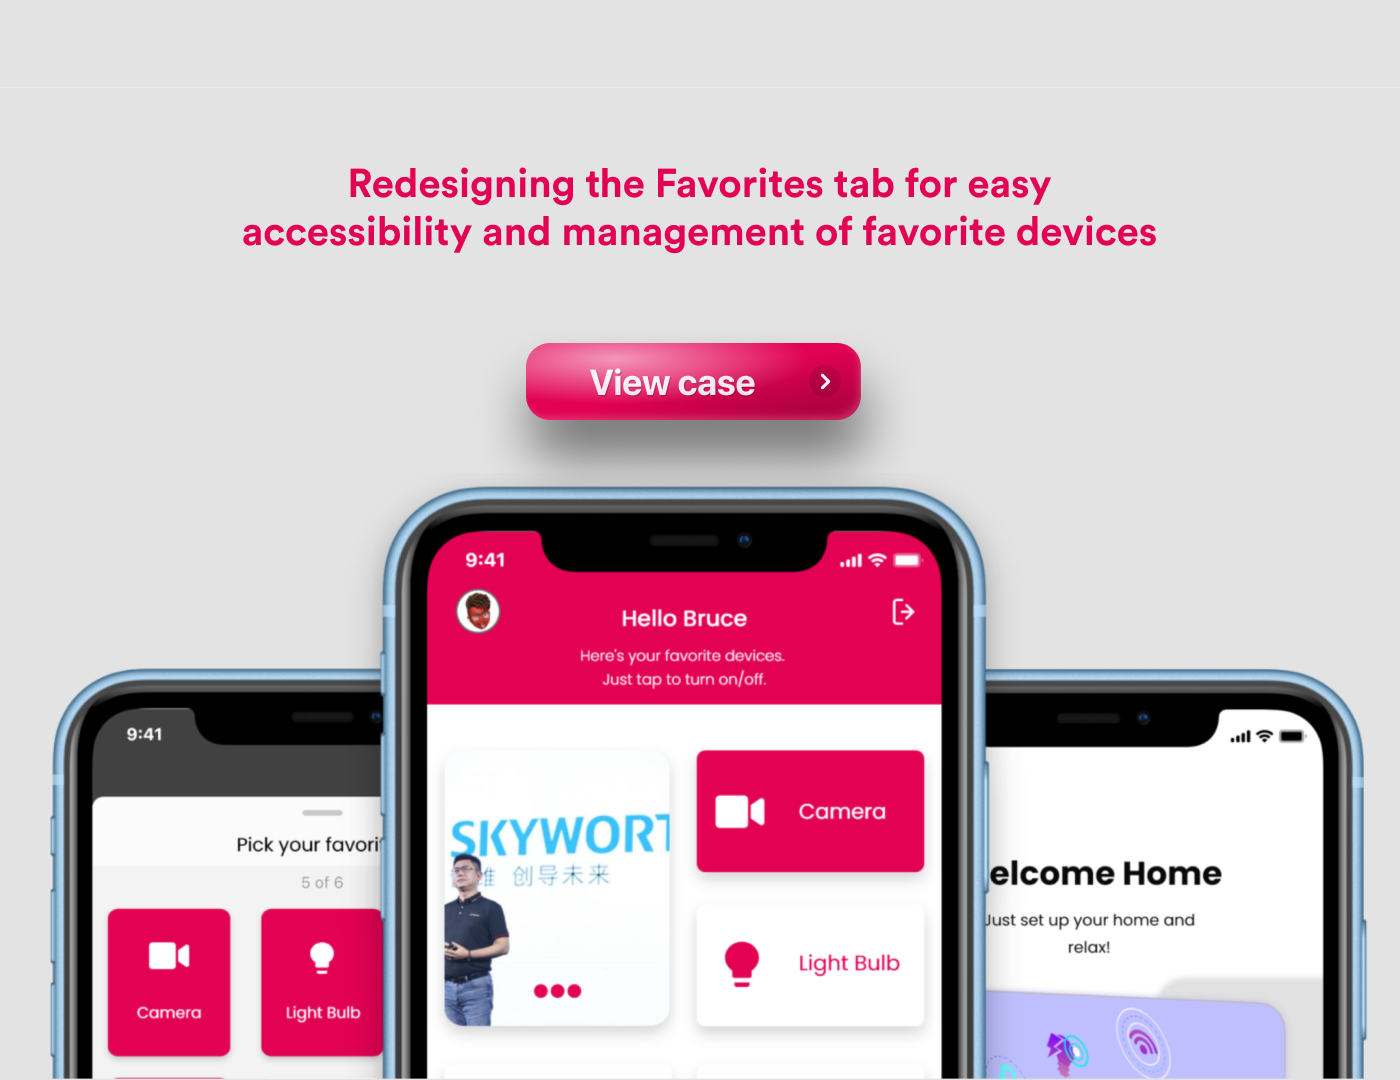 Redesigning the Favorites tab for easy
accessibility and management of favorite devices
View case
9:41
Hello Bruce
Here's your favorite devices.
Just tap to turn on/off.
SKYWORT
创导未来
Camera
Light Bulb
9:41
Pick your favori
5 of 6
Camera
Light Bulb
elcome Home
Just set up your home and
relax!